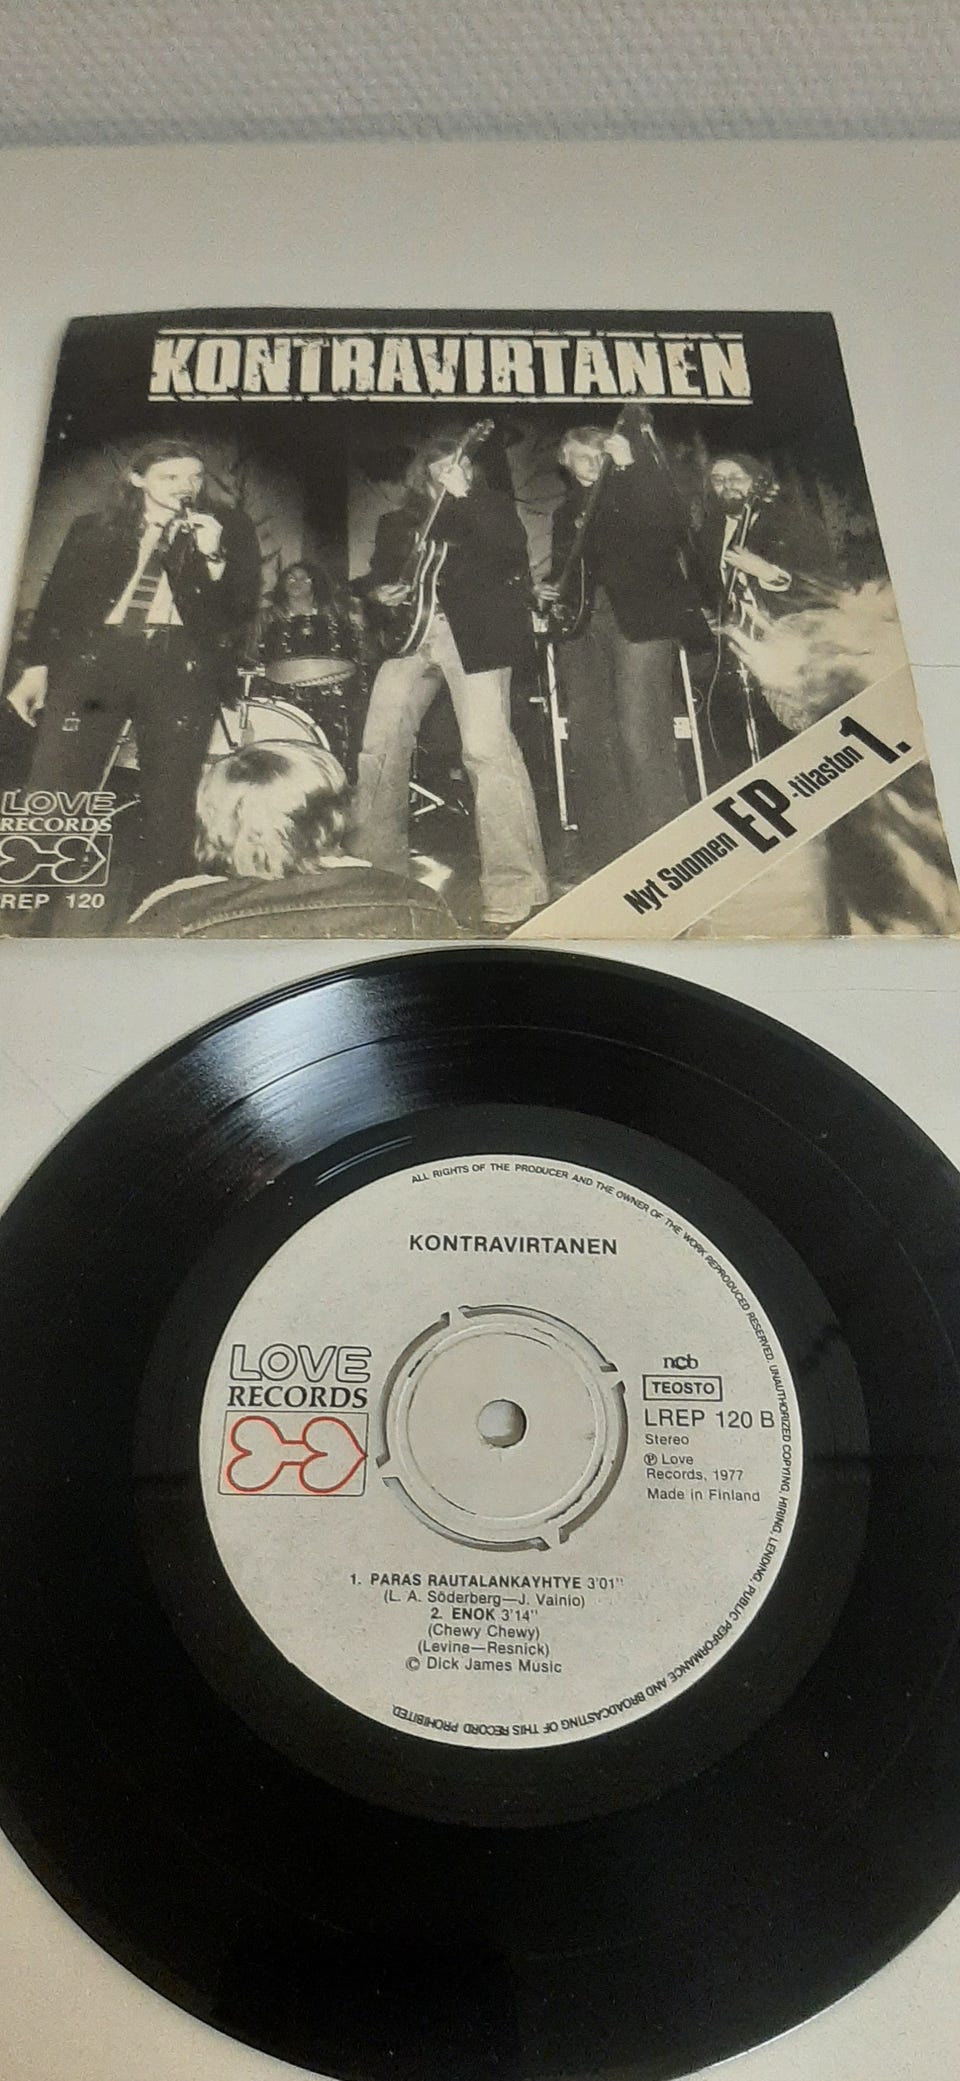 KONTRAVIRTANEN
LOVE
RECORDS
REP 120
Nyt Suomen EP-tilaston 1.
ALL RIGHTS OF THE PRODUCER AND THE OWNER OF THE WORK REPRODUCED RESERVED. UNAUTHORIZED COPYING, HIRING, LENDING, PUBLIC PERFORMANCE AND BROADCASTING OF THIS RECORD PROHIBITED.
KONTRAVIRTANEN
LOVE
RECORDS
ncb
TEOSTO
LREP 120 B
Stereo
Ⓟ Love
Records, 1977
Made in Finland
1. PARAS RAUTALANKAYHTYE 3'01"
(L. A. Söderberg—J. Vainio)
2. ENOK 3'14"
(Chewy Chewy)
(Levine—Resnick)
© Dick James Music